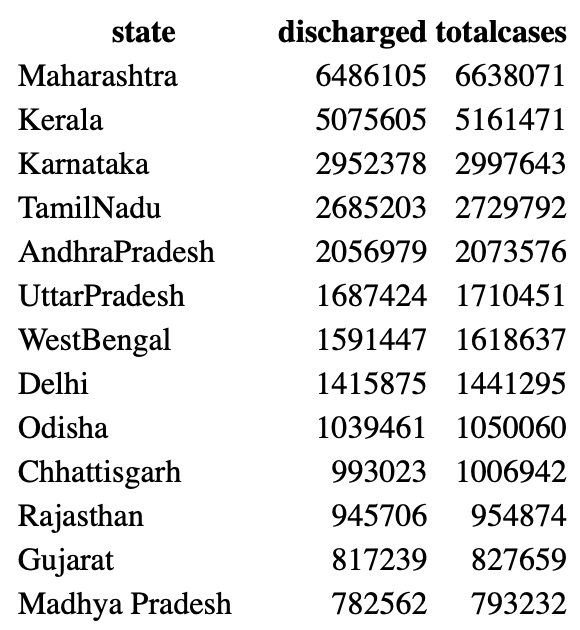 state discharged totalcases
Maharashtra 6486105 6638071
Kerala 5075605 5161471
Karnataka 2952378 2997643
TamilNadu 2685203 2729792
AndhraPradesh 2056979 2073576
UttarPradesh 1687424 1710451
WestBengal 1591447 1618637
Delhi 1415875 1441295
Odisha 1039461 1050060
Chhattisgarh 993023 1006942
Rajasthan 945706 954874
Gujarat 817239 827659
Madhya Pradesh 782562 793232